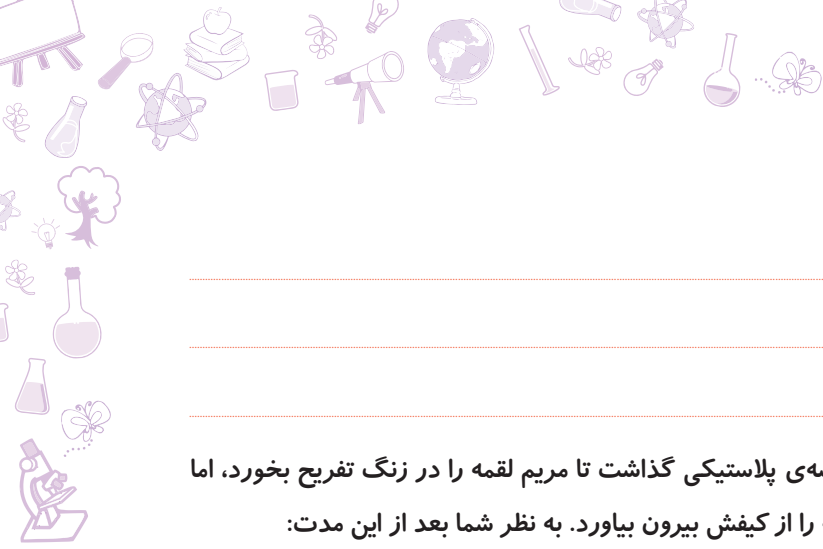 پلاستیکی گذاشت تا مریم لقمه را در زنگ تفریح بخورد، اما
را از کیفش بیرون بیاورد. به نظر شما بعد از این مدت: